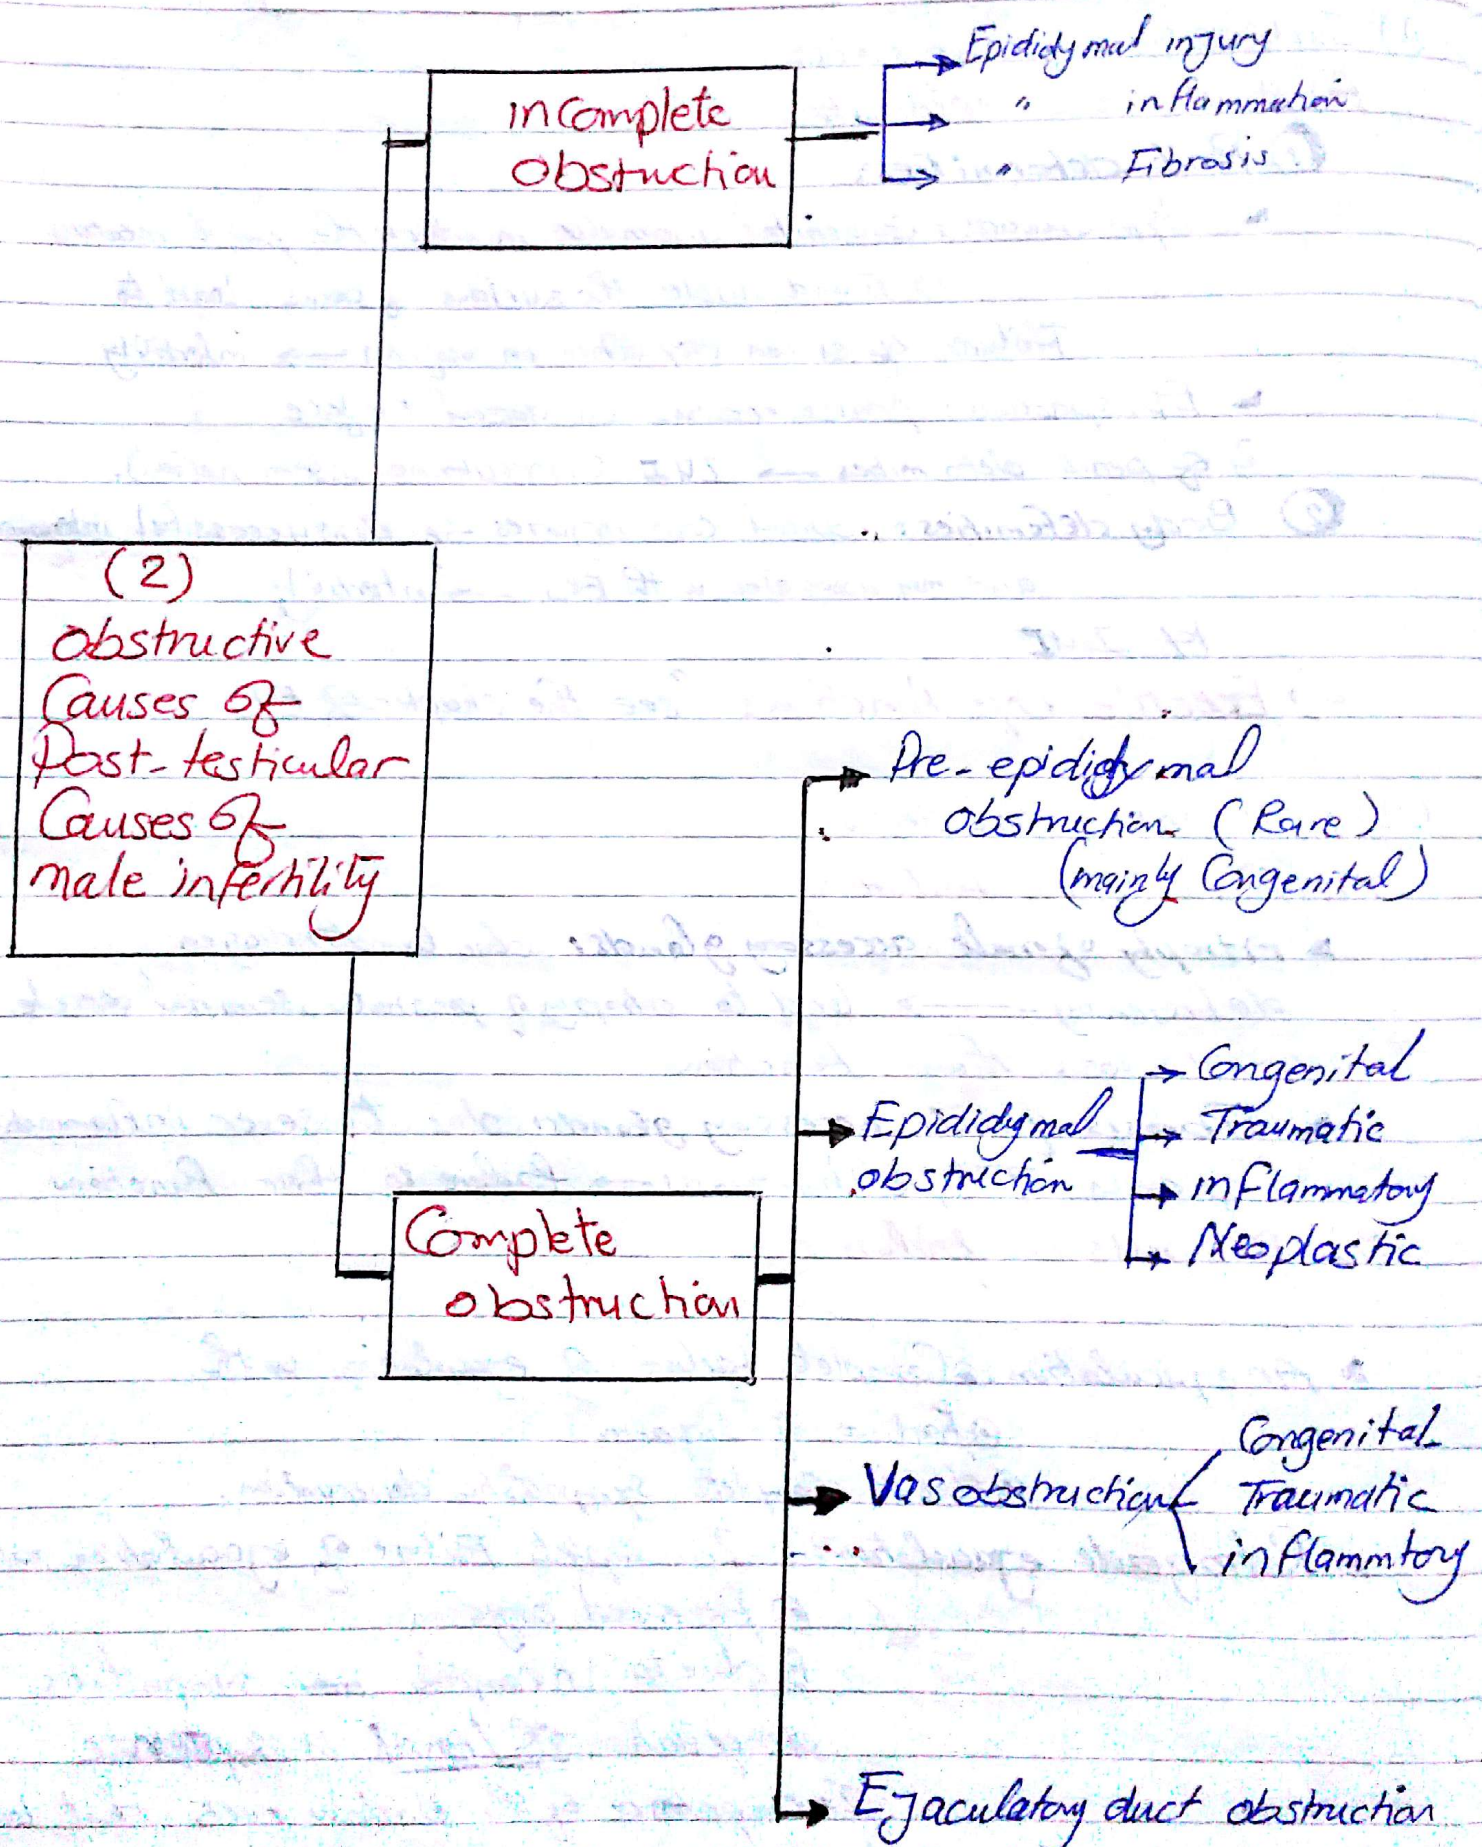 Epididymal injury
" inflammation
" Fibrosis
incomplete
obstruction
(2)
obstructive
Causes of
Post-testicular
Causes of
male infertility
Pre-epididymal
obstruction (Rare)
(mainly Congenital)
Epididymal
obstruction
Congenital
Traumatic
inflammatory
Neoplastic
Complete
obstruction
Vas obstruction
Congenital
Traumatic
inflammtory
Ejaculatory duct obstruction